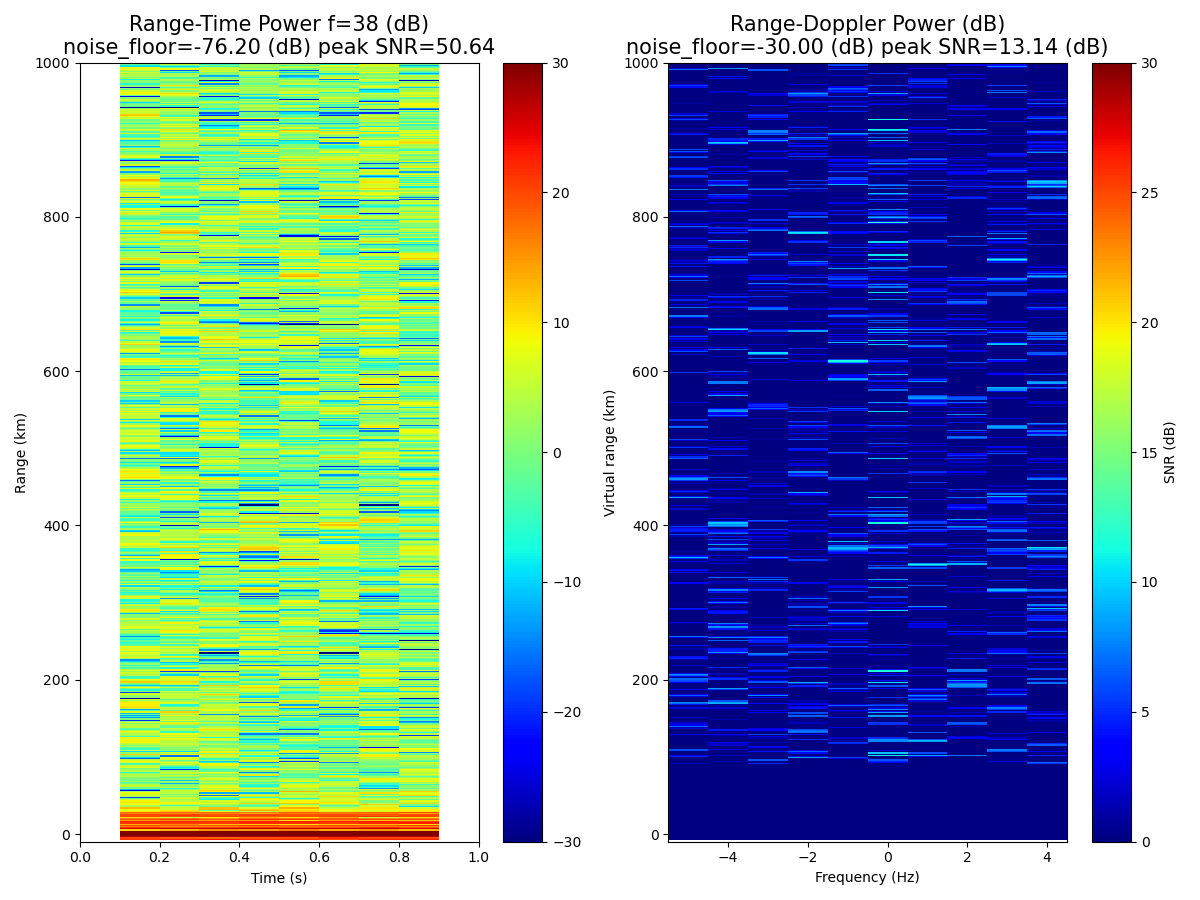 Range-Time Power f=38 (dB)
noise_floor=-76.20 (dB) peak SNR=50.64
1000
800
600
400
200
0
Range (km)
0.0 0.2 0.4 0.6 0.8 1.0
Time (s)
30
20
10
0
−10
−20
−30
Range-Doppler Power (dB)
noise_floor=-30.00 (dB) peak SNR=13.14 (dB)
1000
800
600
400
200
0
Virtual range (km)
−4 −2 0 2 4
Frequency (Hz)
30
25
20
15
10
5
0
SNR (dB)